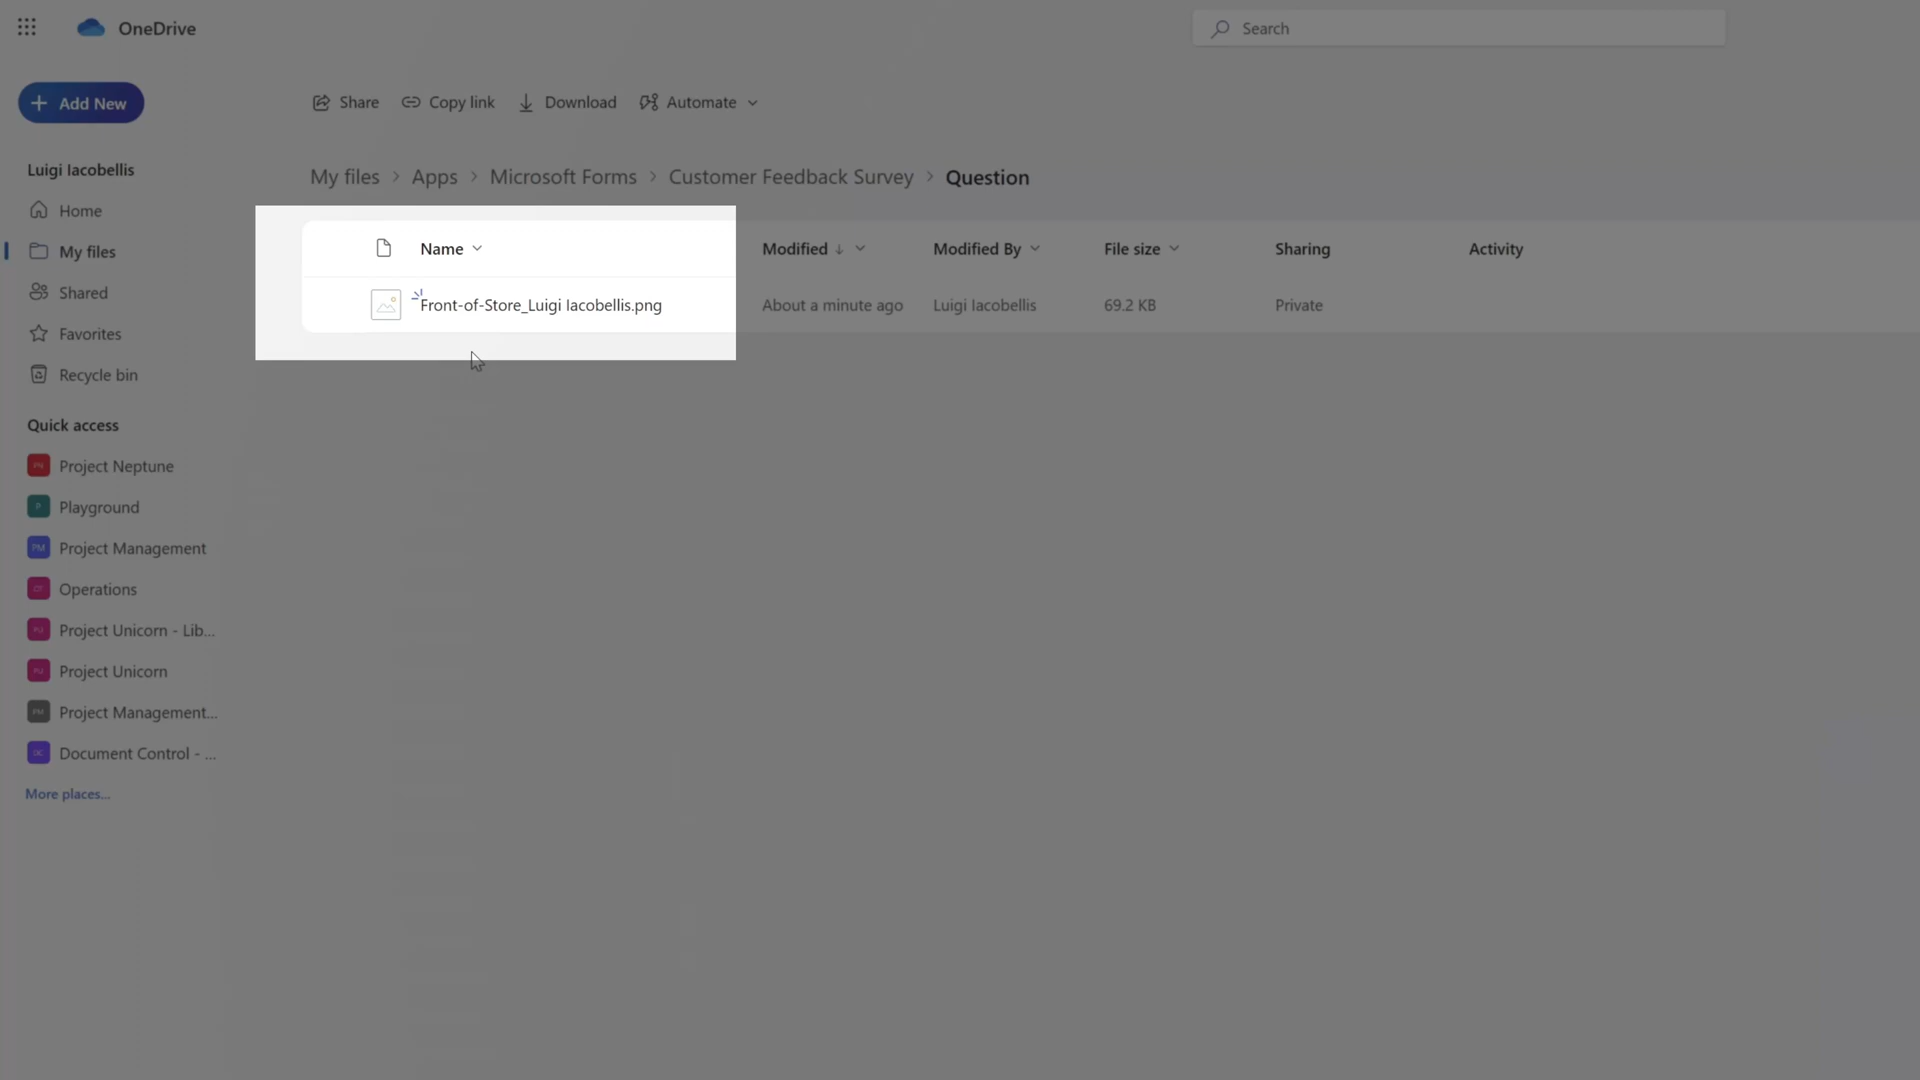 OneDrive
Search
Add New
Share
Copy link
Download
Automate
Luigi Iacobellis
Home
My files
Shared
Favorites
Recycle bin
Quick access
Project Neptune
Playground
Project Management
Operations
Project Unicorn - Lib...
Project Unicorn
Project Management...
Document Control - ...
More places...
My files > Apps > Microsoft Forms > Customer Feedback Survey > Question
Name Modified Modified By File size Sharing Activity
Front-of-Store_Luigi Iacobellis.png About a minute ago Luigi Iacobellis 69.2 KB Private